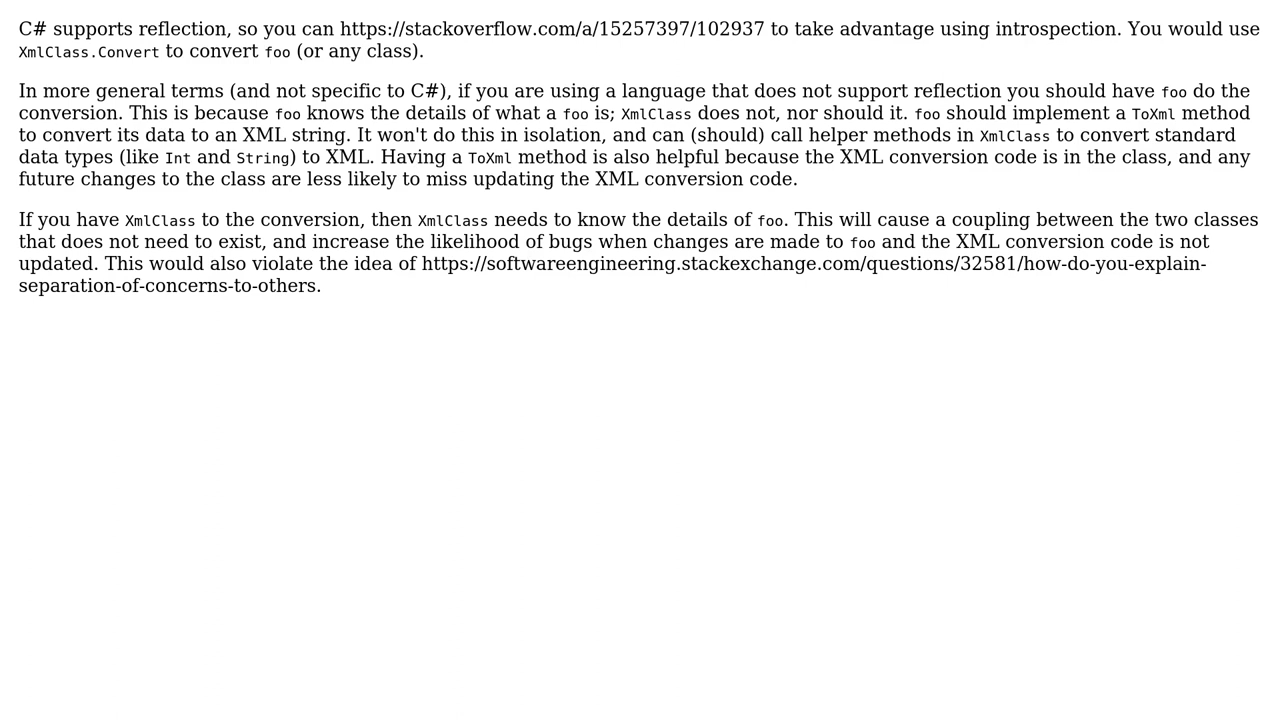 C# supports reflection, so you can https://stackoverflow.com/a/15257397/102937 to take advantage using introspection. You would use
XmlClass.Convert to convert foo (or any class).
In more general terms (and not specific to C#), if you are using a language that does not support reflection you should have foo do the
conversion. This is because foo knows the details of what a foo is; XmlClass does not, nor should it. foo should implement a ToXml method
to convert its data to an XML string. It won't do this in isolation, and can (should) call helper methods in XmlClass to convert standard
data types (like Int and String) to XML. Having a ToXml method is also helpful because the XML conversion code is in the class, and any
future changes to the class are less likely to miss updating the XML conversion code.
If you have XmlClass to the conversion, then XmlClass needs to know the details of foo. This will cause a coupling between the two classes
that does not need to exist, and increase the likelihood of bugs when changes are made to foo and the XML conversion code is not
updated. This would also violate the idea of https://softwareengineering.stackexchange.com/questions/32581/how-do-you-explain-
separation-of-concerns-to-others.